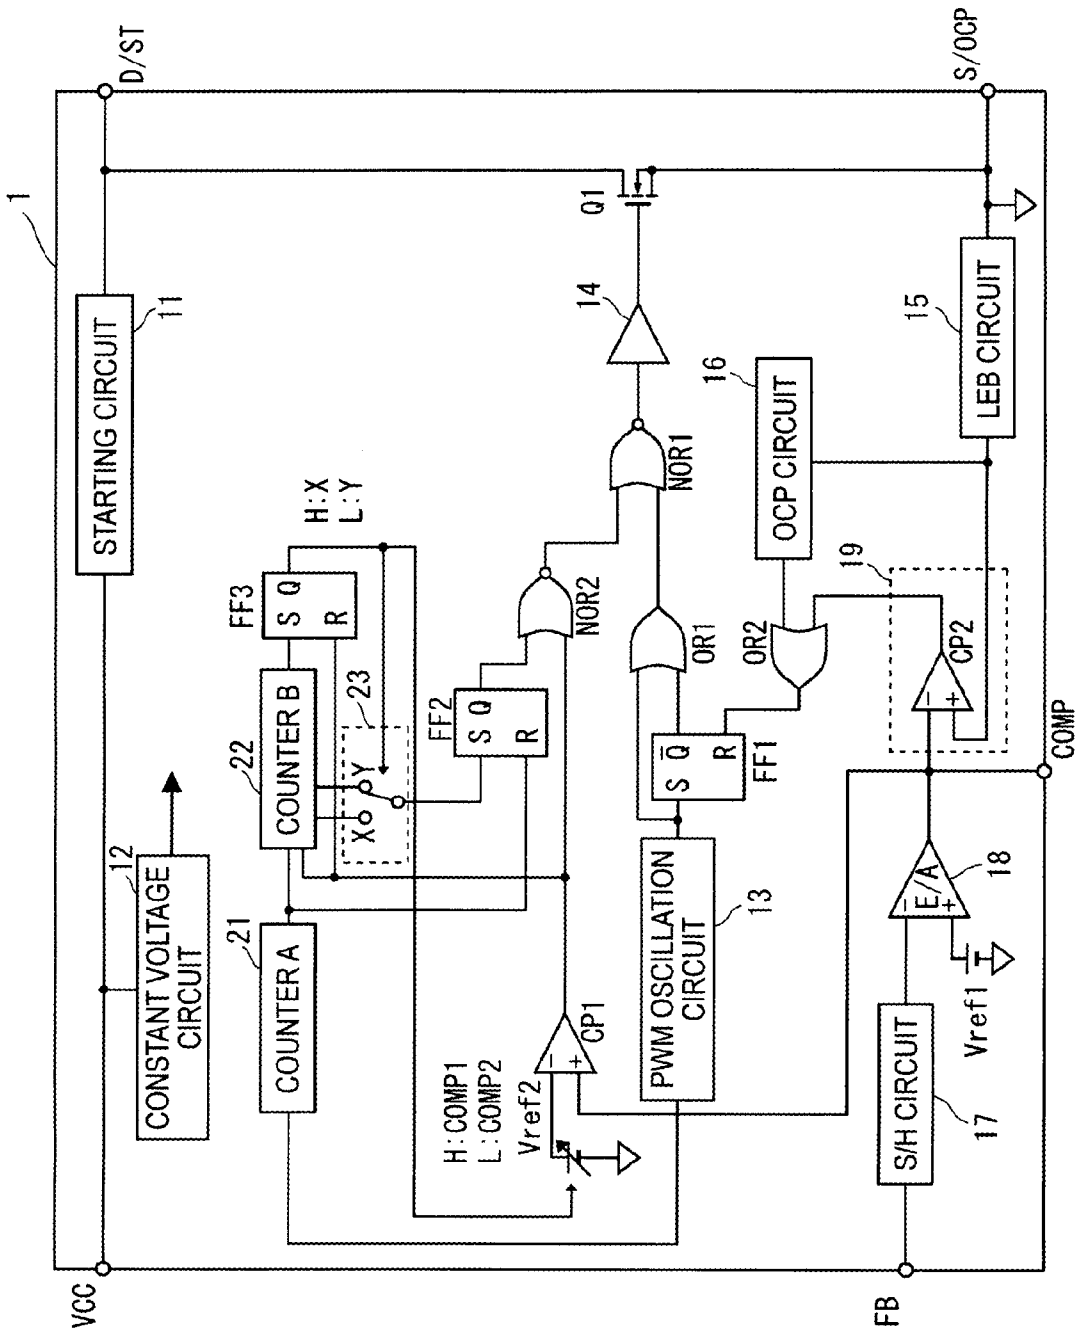 1
VCC
D/ST
STARTING CIRCUIT
11
CONSTANT VOLTAGE
CIRCUIT
12
COUNTER A
21
COUNTER B
22
FF3
S Q
R
H:X
L:Y
23
X
Y
FF2
S Q
R
NOR2
H:COMP1
L:COMP2
Vref2
-
+
CP1
PWM OSCILLATION
CIRCUIT
13
S Q
R
FF1
OR1
NOR1
14
Q1
OR2
OCP CIRCUIT
16
LEB CIRCUIT
15
S/OCP
19
-
+
CP2
COMP
FB
S/H CIRCUIT
17
Vref1
-
+
E/A
18